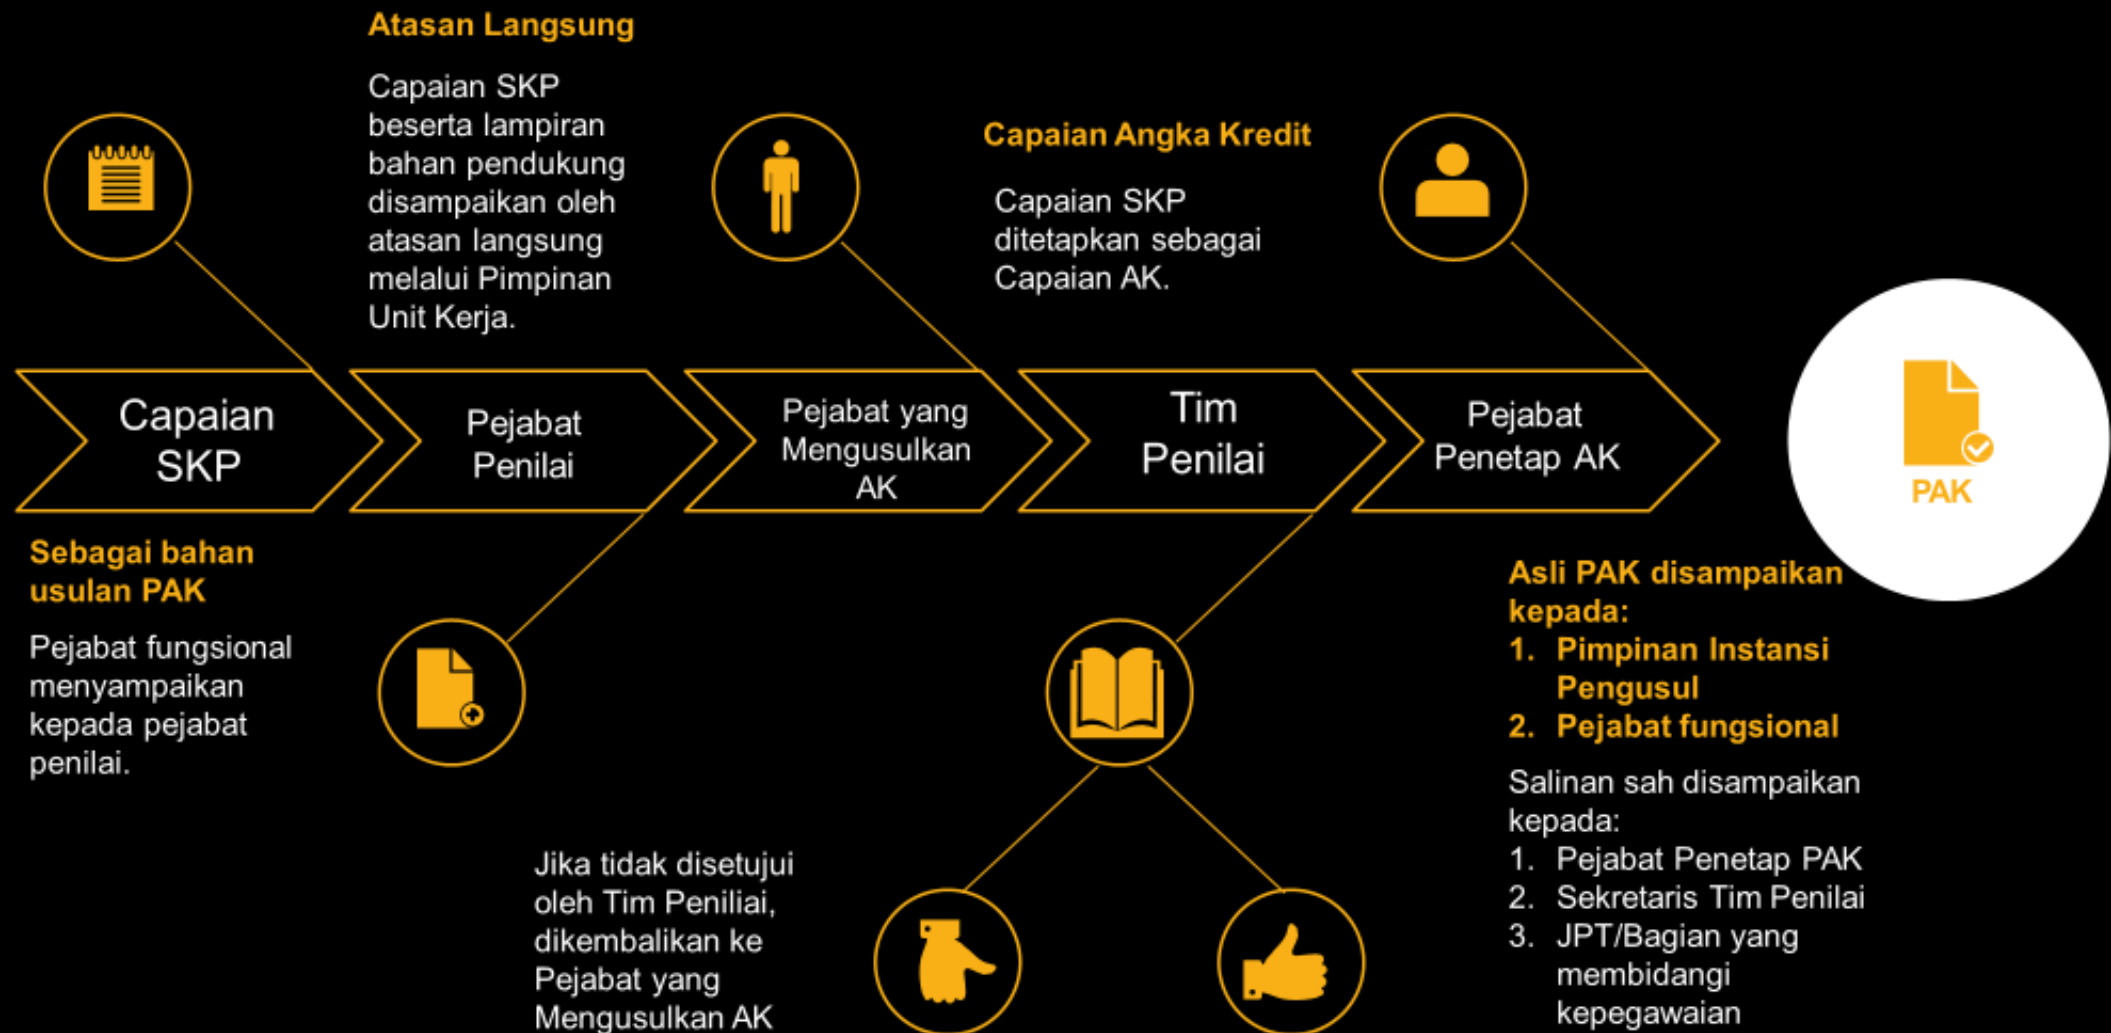 Atasan Langsung
Capaian SKP
beserta lampiran
bahan pendukung
disampaikan oleh
atasan langsung
melalui Pimpinan
Unit Kerja.
Capaian Angka Kredit
Capaian SKP
ditetapkan sebagai
Capaian AK.
Capaian
SKP
Pejabat
Penilai
Pejabat yang
Mengusulkan
AK
Tim
Penilai
Pejabat
Penetap AK
PAK
Sebagai bahan
usulan PAK
Pejabat fungsional
menyampaikan
kepada pejabat
penilai.
Jika tidak disetujui
oleh Tim Peniliai,
dikembalikan ke
Pejabat yang
Mengusulkan AK
Asli PAK disampaikan
kepada:
1. Pimpinan Instansi
Pengusul
2. Pejabat fungsional
Salinan sah disampaikan
kepada:
1. Pejabat Penetap PAK
2. Sekretaris Tim Penilai
3. JPT/Bagian yang
membidangi
kepegawaian